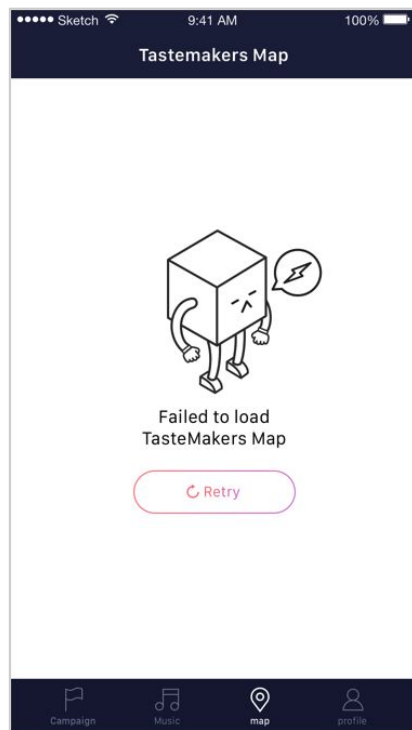 Sketch 9:41 AM 100%
Tastemakers Map
Failed to load
TasteMakers Map
Retry
Campaign Music map profile